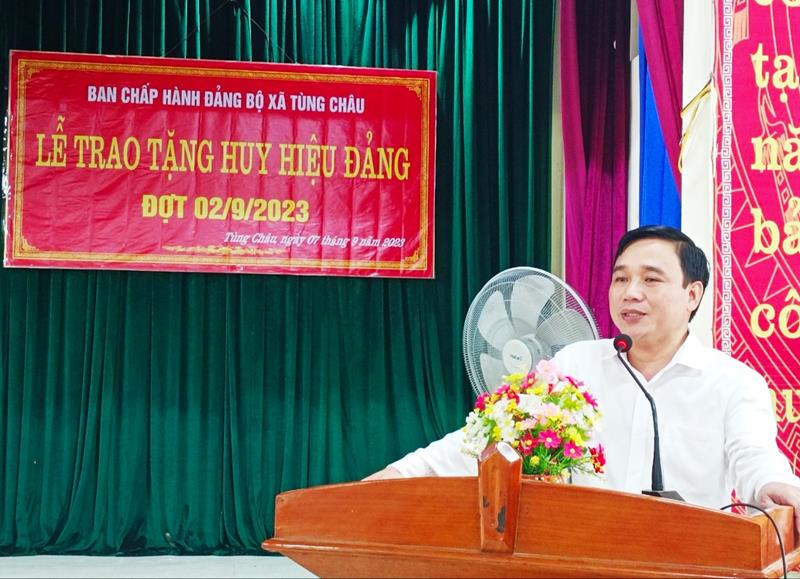 BAN CHẤP HÀNH ĐẢNG BỘ XÃ TÙNG CHÂU
LỄ TRAO TẶNG HUY HIỆU ĐẢNG
ĐỢT 02/9/2023
Tùng Châu, ngày 07 tháng 9 năm 2023
tạ
nă
bả
cô